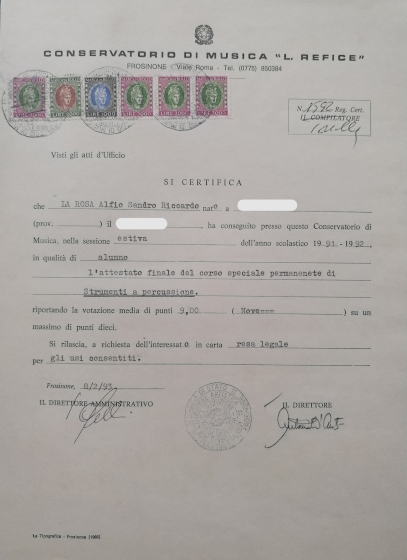 CONSERVATORIO DI MUSICA "L. REFICE"
FROSINONE - Viale Roma - Tel. (0775) 850384
N. 1592 Reg. Cert.
IL COMPILATORE
Visti gli atti d'Ufficio
SI CERTIFICA
che LA ROSA Alfio Sandro Riccardo nato a
(prov. ) il , ha conseguito presso questo Conservatorio di
Musica, nella sessione estiva dell'anno scolastico 1991.-1992.,
in qualità di alunno
l'attestato finale del corso speciale permanenete di
Strumenti a percussione.
riportando la votazione media di punti 9,00 ( Nove=== ) su un
massimo di punti dieci.
Si rilascia, a richiesta dell'interessato in carta resa legale
per gli usi consentiti.
Frosinone, 8/2/93
IL DIRETTORE AMMINISTRATIVO
IL DIRETTORE
La Tipografica - Frosinone (1990)